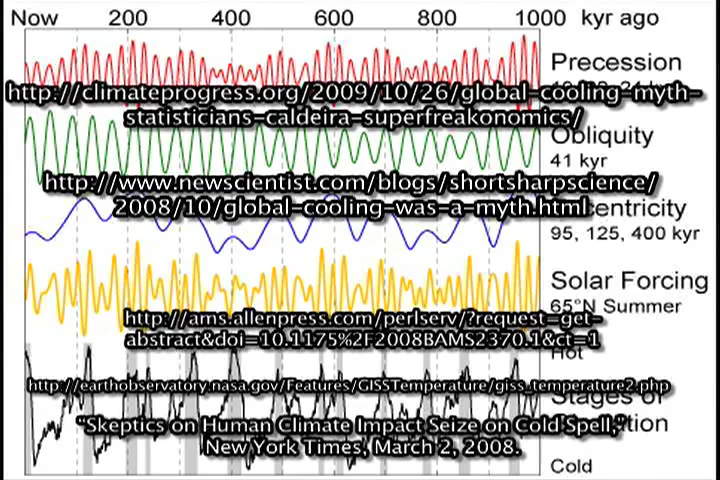 Now 200 400 600 800 1000 kyr ago
Precession
http://climateprogress.org/2009/10/26/global-cooling-myth-
statisticians-caldeira-superfreakonomics/
Obliquity
41 kyr
http://www.newscientist.com/blogs/shortsharpscience/
2008/10/global-cooling-was-a-myth.html
95, 125, 400 kyr
Solar Forcing
65°N Summer
http://ams.allenpress.com/perlserv/?request=get-
abstract&doi=10.1175%2F2008BAMS2370.1&ct=1
Hot
http://earthobservatory.nasa.gov/Features/GISSTemperature/giss_temperature2.php
Stages of
"Skeptics on Human Climate Impact Seize on Cold Spell,"
New York Times, March 2, 2008.
Cold